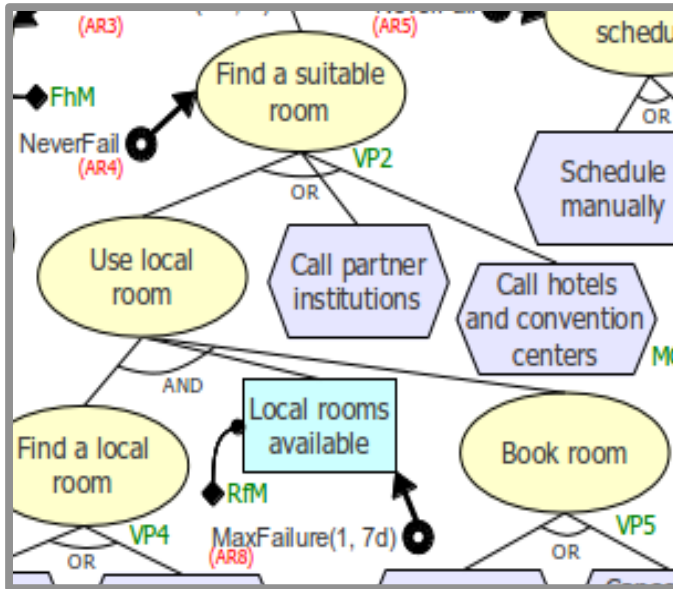 (AR3)
(AR5)
schedu
Find a suitable
room
FhM
OR
NeverFail
(AR4)
VP2
OR
Schedule
manually
Use local
room
Call partner
institutions
Call hotels
and convention
centers
AND
Local rooms
available
Find a local
room
Book room
RfM
MaxFailure(1, 7d)
(AR8)
VP4
VP5
OR
OR